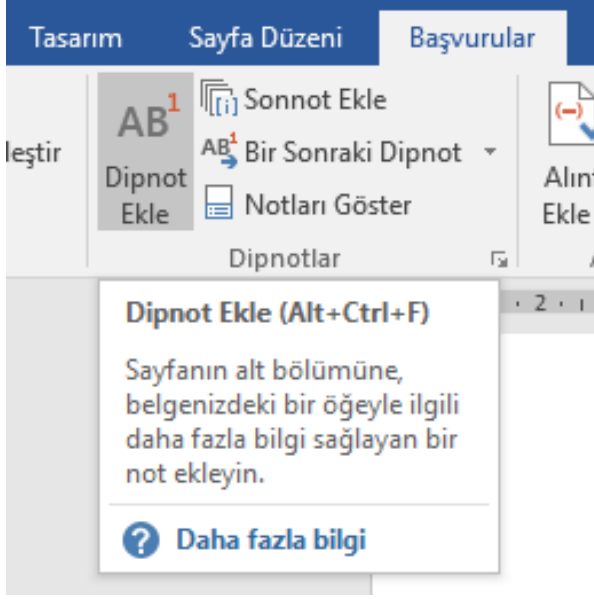 Tasarım Sayfa Düzeni Başvurular
leştir
AB1
Dipnot
Ekle
[i] Sonnot Ekle
AB1 Bir Sonraki Dipnot
Notları Göster
Dipnotlar
(-)
Ekle
2
Dipnot Ekle (Alt+Ctrl+F)
Sayfanın alt bölümüne,
belgenizdeki bir öğeyle ilgili
daha fazla bilgi sağlayan bir
not ekleyin.
? Daha fazla bilgi